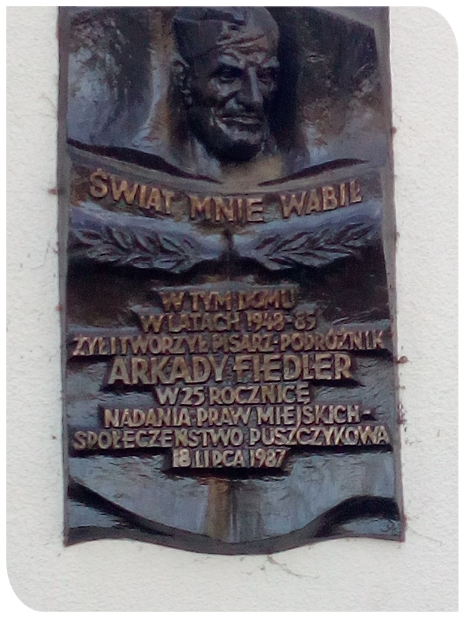 ŚWIAT MNIE WABIŁ
W TYM DOMU
W LATACH 1948-85
ŻYŁ I TWORZYŁ PISARZ-PODRÓŻNIK
ARKADY FIEDLER
W 25 ROCZNICĘ
NADANIA PRAW MIEJSKICH-
SPOŁECZEŃSTWO PUSZCZYKOWA
18 LIPCA 1987